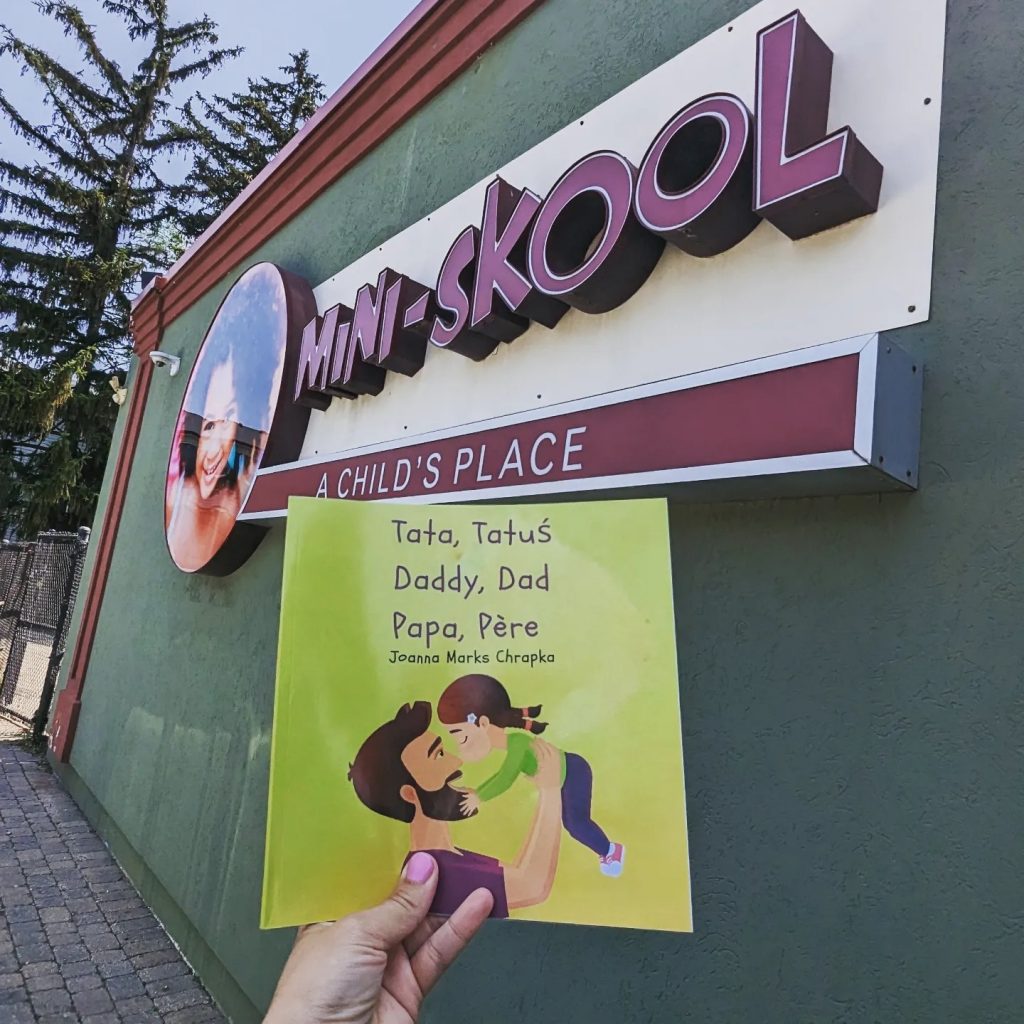 MiNi-SKOOL
A CHILD'S PLACE
Tata, Tatuś
Daddy, Dad
Papa, Père
Joanna Marks Chrapka